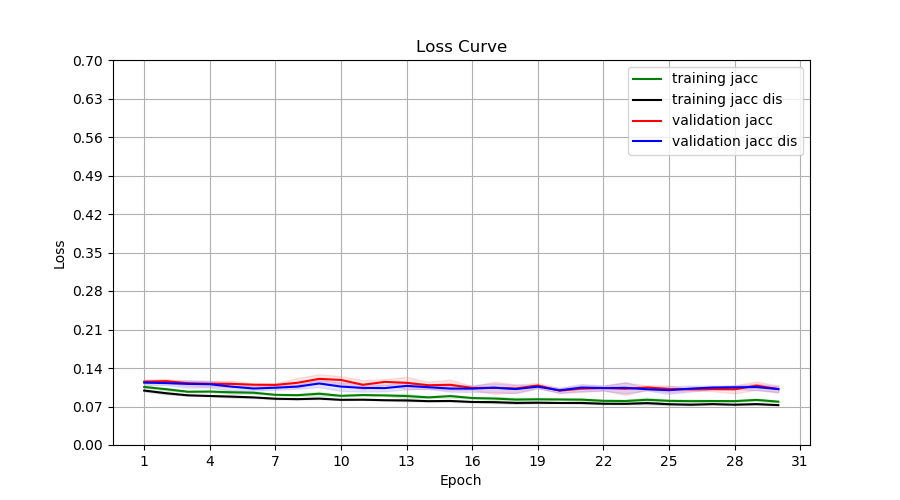 Loss Curve
0.70
0.63
0.56
0.49
0.42
0.35
0.28
0.21
0.14
0.07
0.00
Loss
training jacc
training jacc dis
validation jacc
validation jacc dis
1 4 7 10 13 16 19 22 25 28 31
Epoch